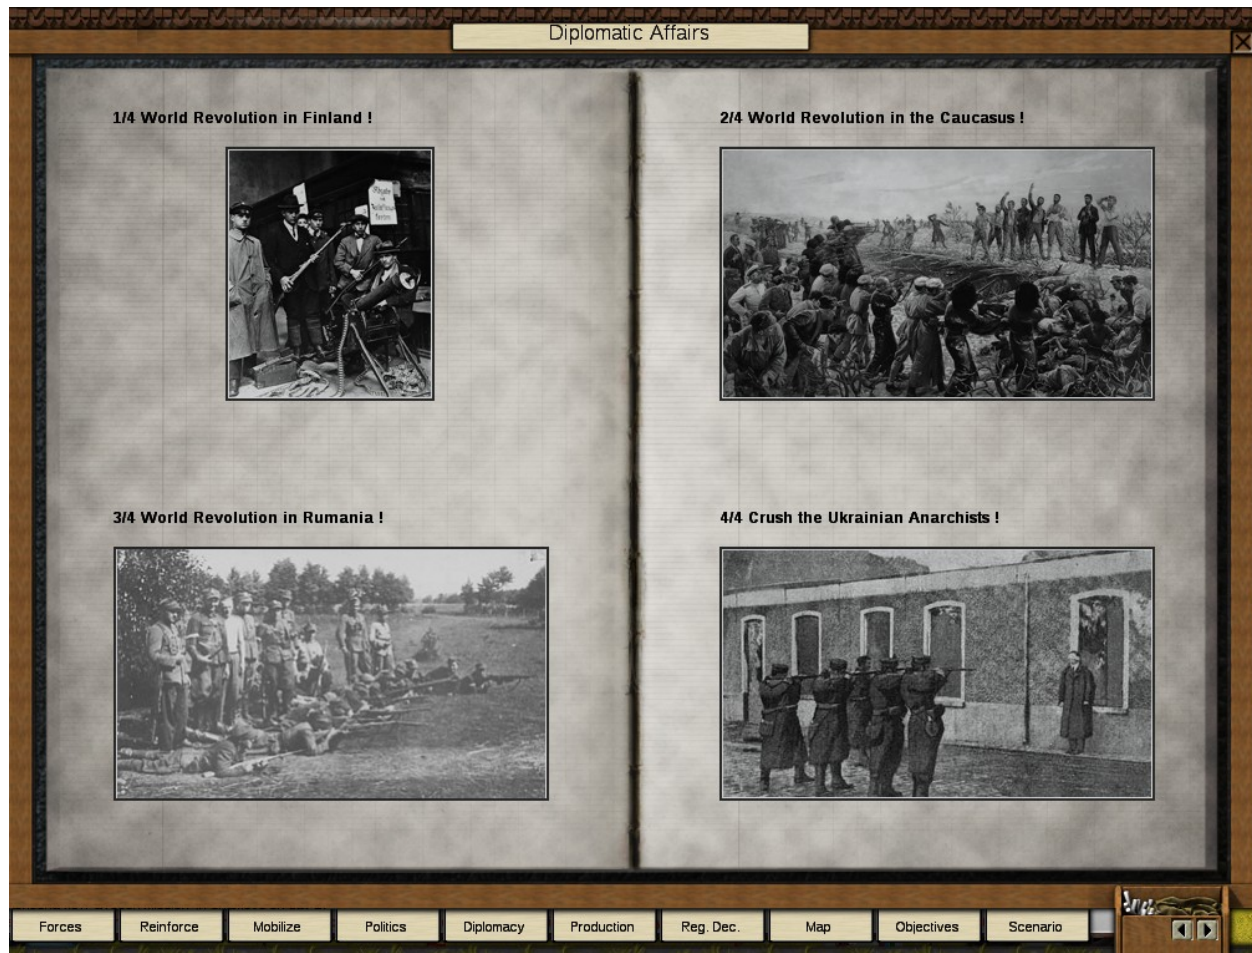 Diplomatic Affairs
1/4 World Revolution in Finland !
2/4 World Revolution in the Caucasus !
3/4 World Revolution in Rumania !
4/4 Crush the Ukrainian Anarchists !
Forces
Reinforce
Mobilize
Politics
Diplomacy
Production
Reg. Dec.
Map
Objectives
Scenario